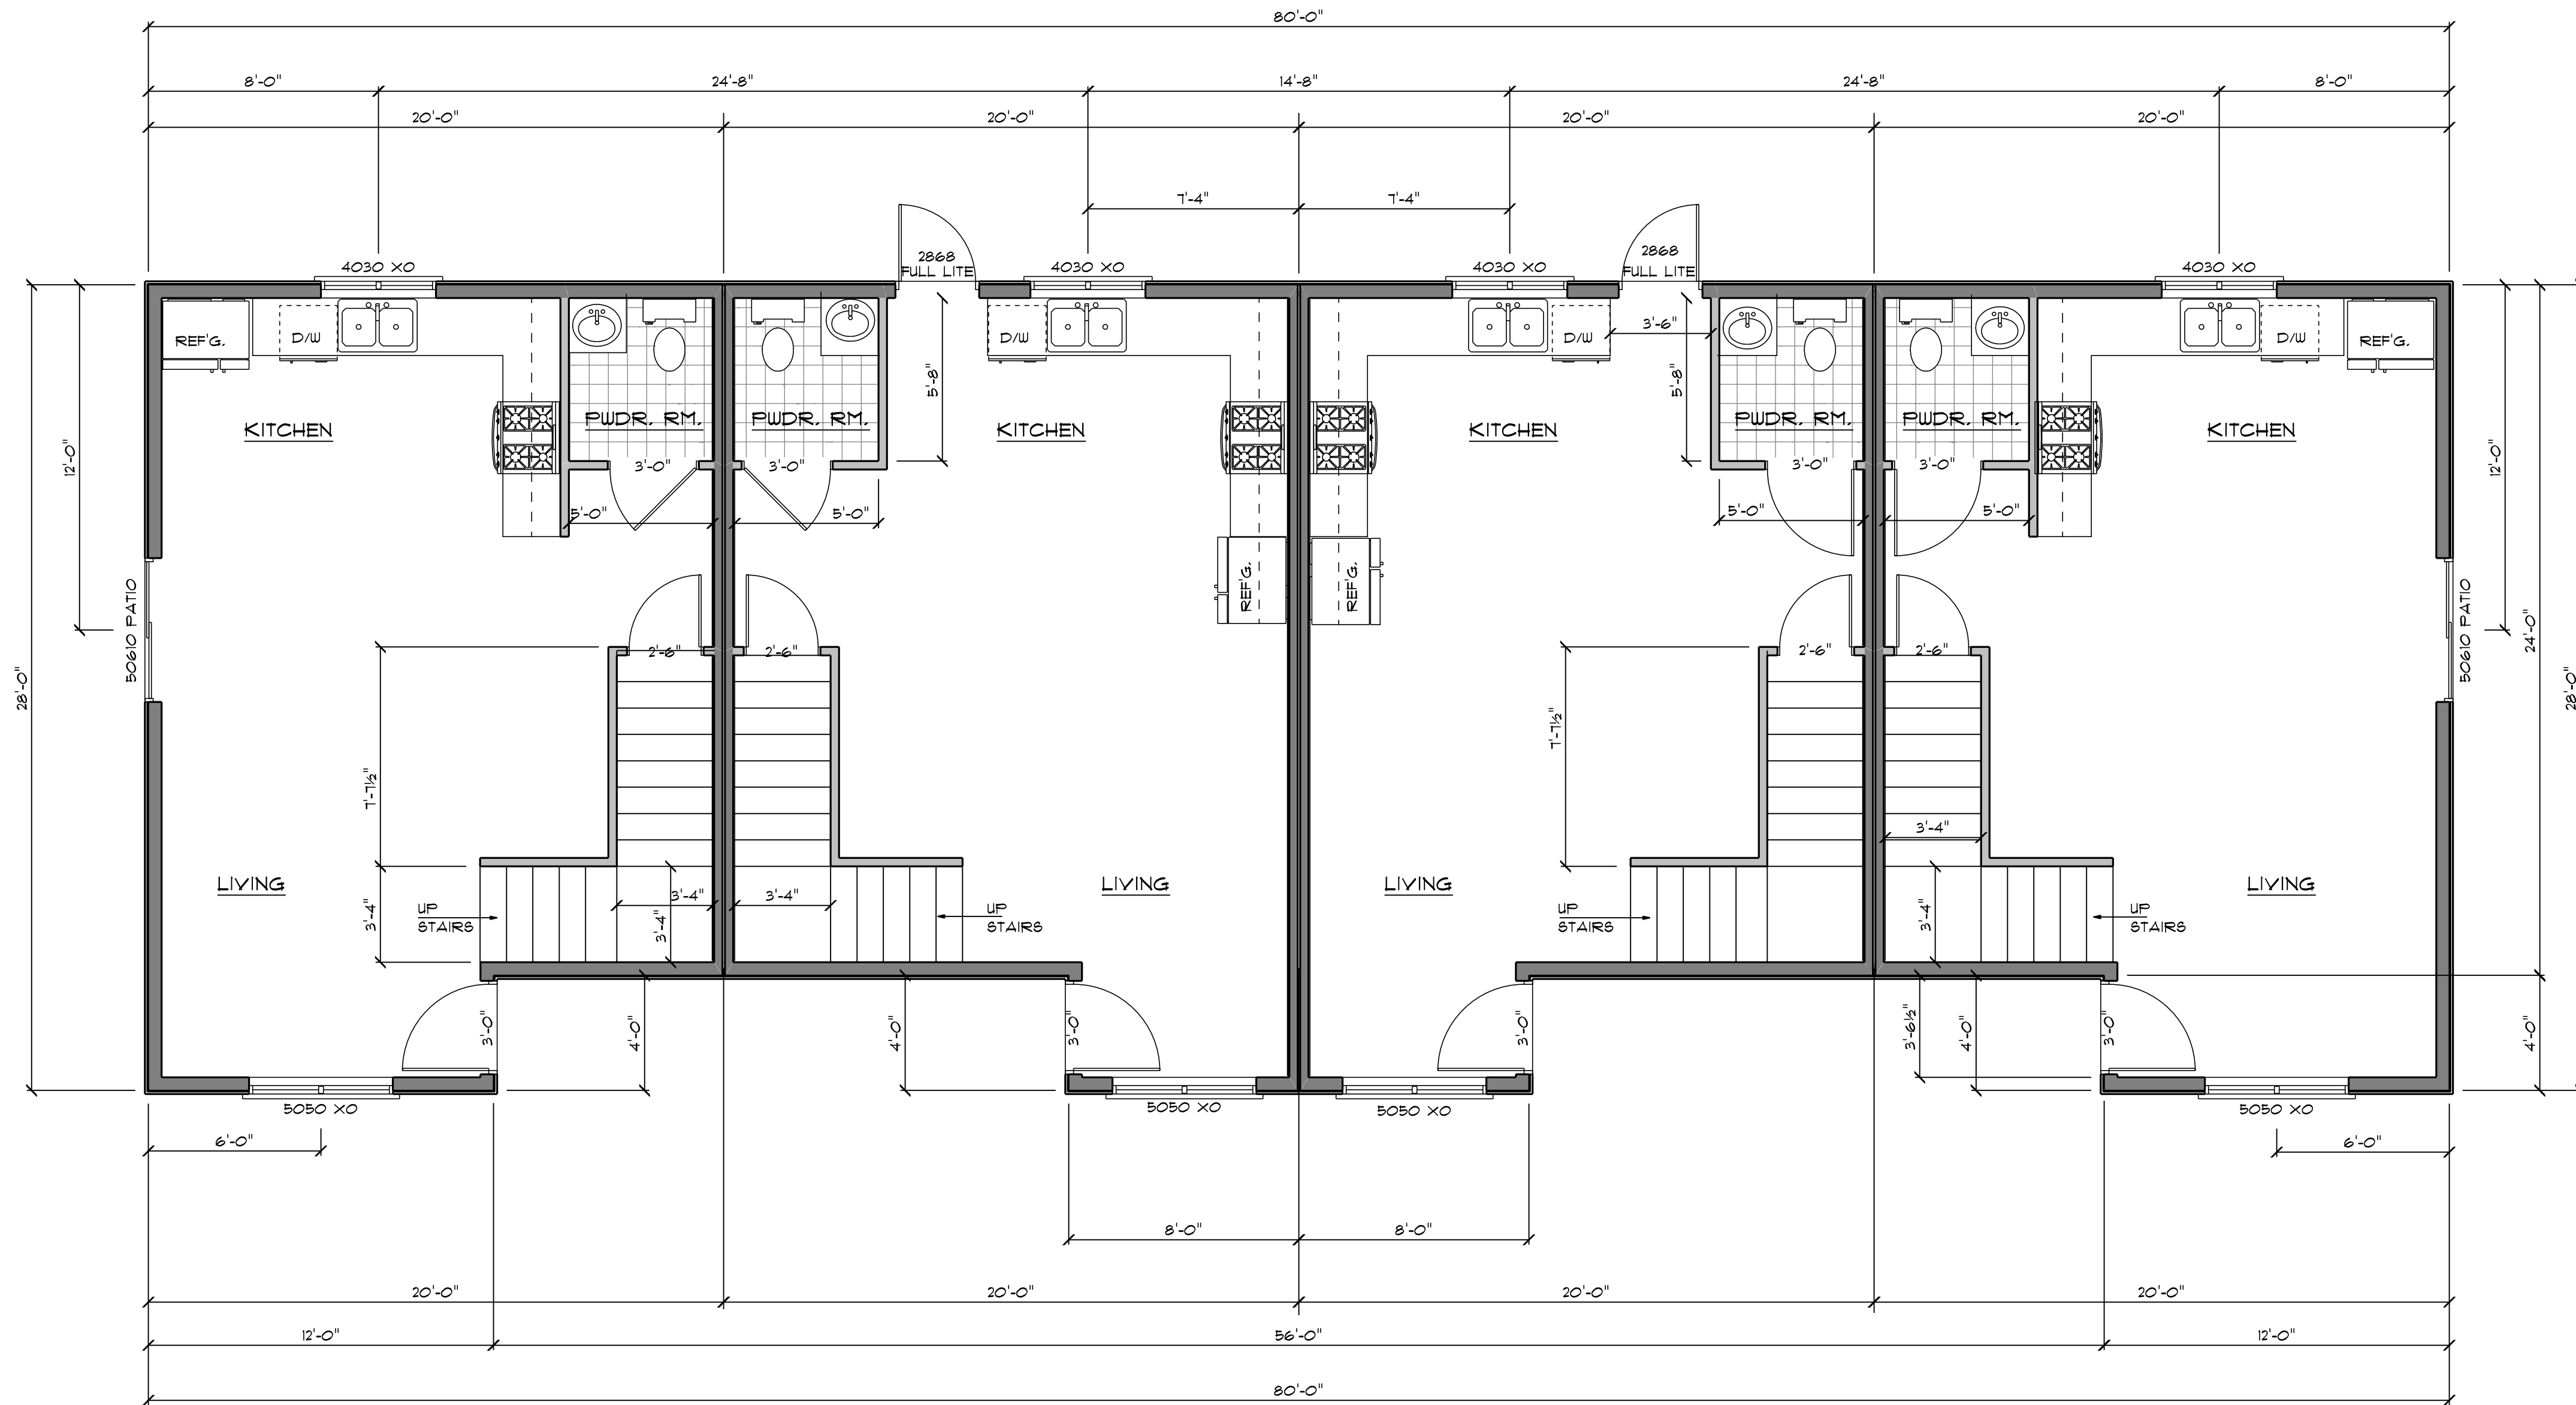 80'-0"
8'-0" 24'-8" 14'-8" 24'-8" 8'-0"
20'-0" 20'-0" 20'-0" 20'-0"
7'-4" 7'-4"
2868
FULL LITE
2868
FULL LITE
4030 XO 4030 XO 4030 XO 4030 XO
REF'G. D/W D/W D/W D/W REF'G.
3'-6"
5'-8" 5'-8"
KITCHEN PWDR. RM. PWDR. RM. KITCHEN KITCHEN PWDR. RM. PWDR. RM. KITCHEN
12'-0" 12'-0"
3'-0" 3'-0" 3'-0" 3'-0"
5'-0" 5'-0" 5'-0" 5'-0"
REF'G. REF'G.
50610 PATIO 50610 PATIO
24'-0"
28'-0" 28'-0"
2'-6" 2'-6" 2'-6" 2'-6"
7'-7½" 7'-7½"
3'-4"
LIVING LIVING LIVING LIVING
3'-4" 3'-4"
3'-4" 3'-4" 3'-4"
UP
STAIRS
UP
STAIRS
UP
STAIRS
UP
STAIRS
3'-0" 4'-0" 4'-0" 3'-0" 3'-0" 3'-6½" 4'-0" 3'-0" 4'-0"
5050 XO 5050 XO 5050 XO 5050 XO
6'-0" 6'-0"
8'-0" 8'-0"
20'-0" 20'-0" 20'-0" 20'-0"
12'-0" 56'-0" 12'-0"
80'-0"